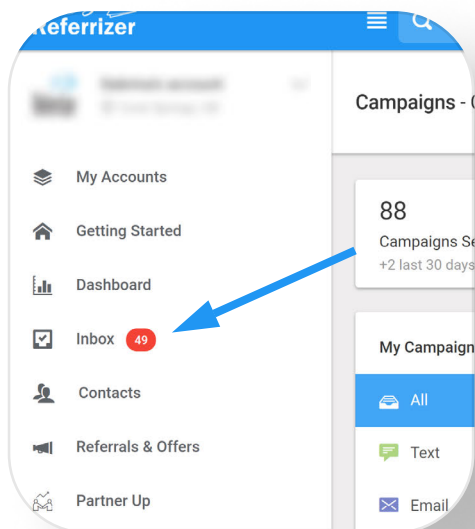 Referrizer
Campaigns -
My Accounts
Getting Started
Dashboard
Inbox 49
Contacts
Referrals & Offers
Partner Up
88
Campaigns Se
+2 last 30 days
My Campaign
All
Text
Email